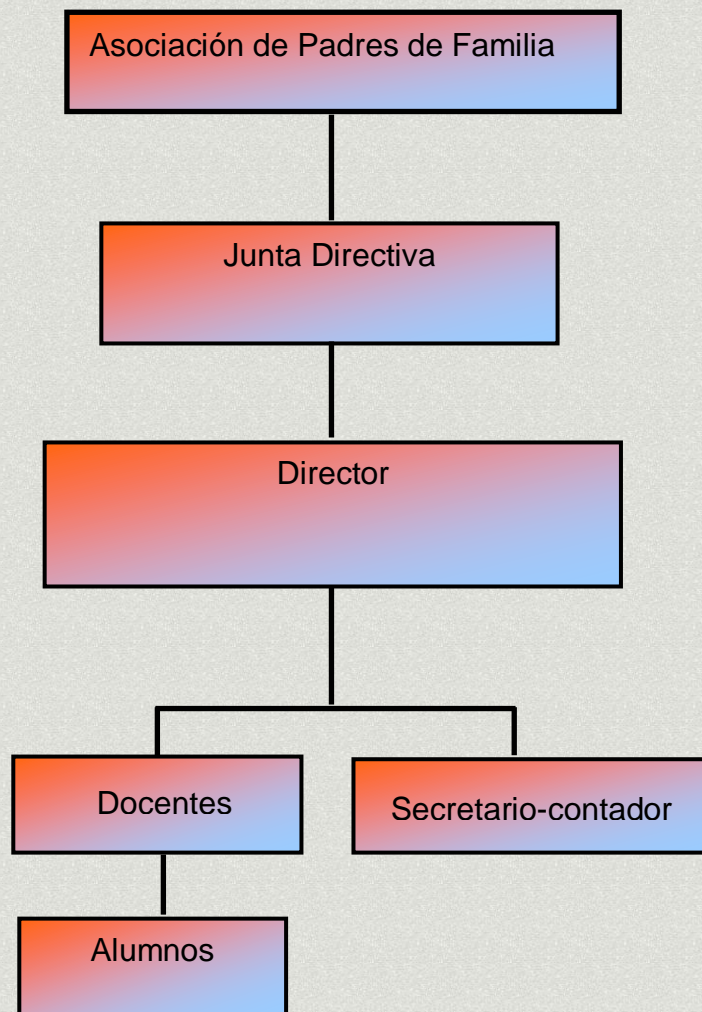 Asociación de Padres de Familia
Junta Directiva
Director
Docentes
Secretario-contador
Alumnos